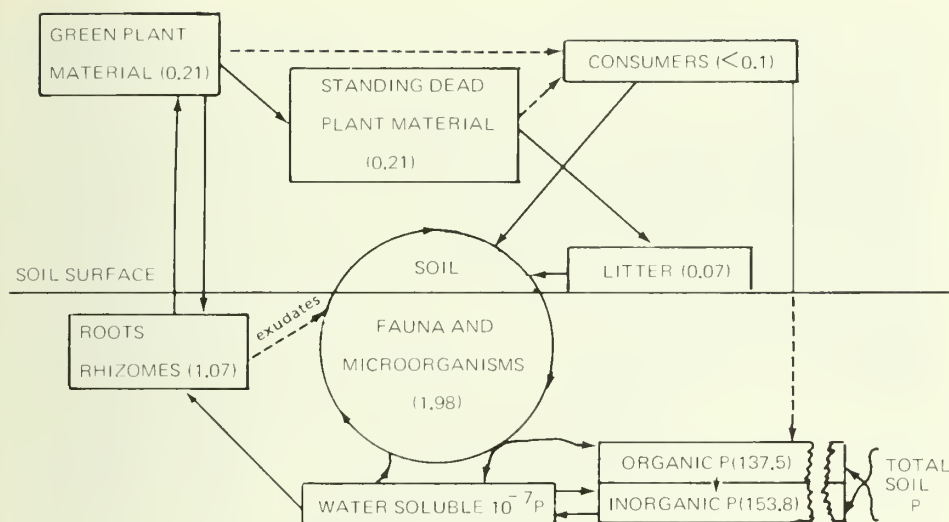 GREEN PLANT
MATERIAL (0.21)
CONSUMERS (<0.1)
STANDING DEAD
PLANT MATERIAL
(0.21)
SOIL SURFACE
SOIL
LITTER (0.07)
exudates
ROOTS
RHIZOMES (1.07)
FAUNA AND
MICROORGANISMS
(1.98)
ORGANIC P(137.5)
INORGANIC P(153.8)
TOTAL
SOIL
P
WATER SOLUBLE 10⁻⁷P